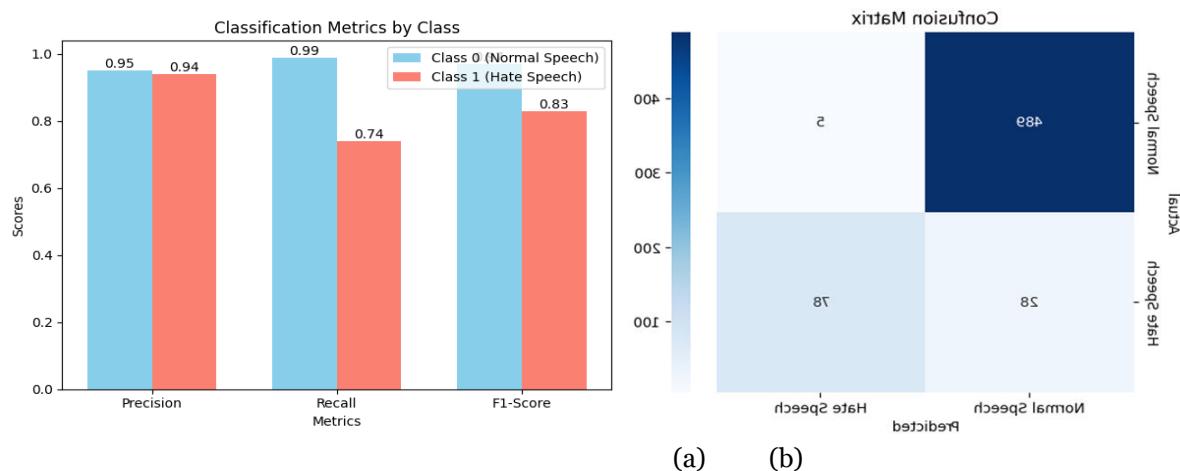 Classification Metrics by Class
1.0
0.8
0.6
0.4
0.2
0.0
Scores
0.95
0.94
0.99
0.74
0.83
Class 0 (Normal Speech)
Class 1 (Hate Speech)
Precision
Recall
F1-Score
Metrics
Confusion Matrix
400
300
200
100
5
489
78
28
Normal Speech
Hate Speech
Actual
Hate Speech
Normal Speech
Predicted
(a) (b)